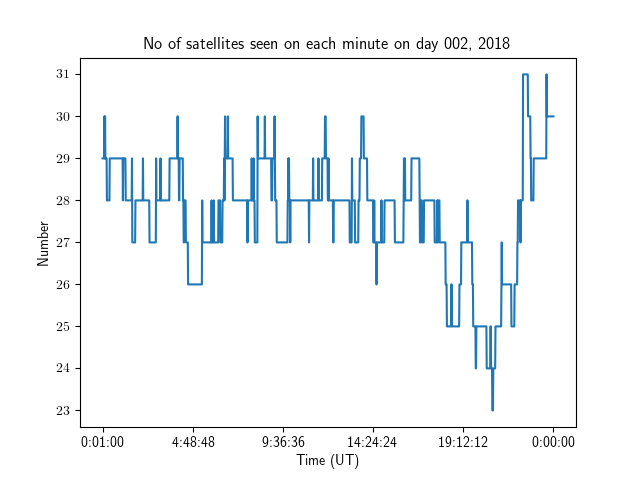 No of satellites seen on each minute on day 002, 2018
31
30
29
28
27
26
25
24
23
Number
0:01:00 4:48:48 9:36:36 14:24:24 19:12:12 0:00:00
Time (UT)